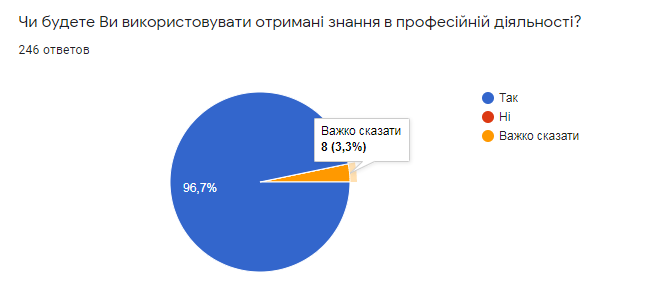 Чи будете Ви використовувати отримані знання в професійній діяльності?
246 ответов
Так
Ні
Важко сказати
Важко сказати
8 (3,3%)
96,7%